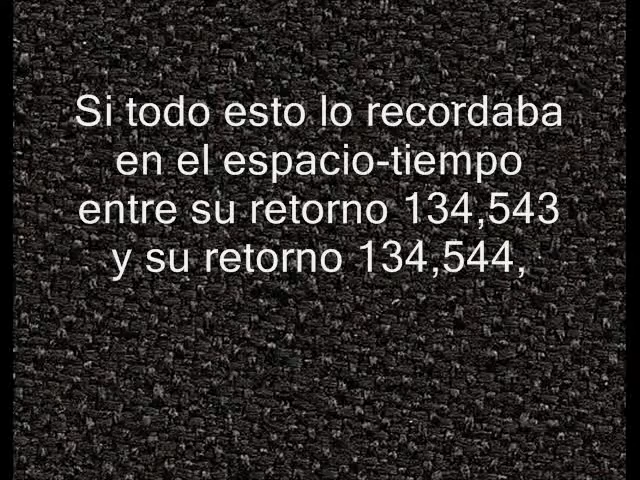 Si todo esto lo recordaba
en el espacio-tiempo
entre su retorno 134,543
y su retorno 134,544,